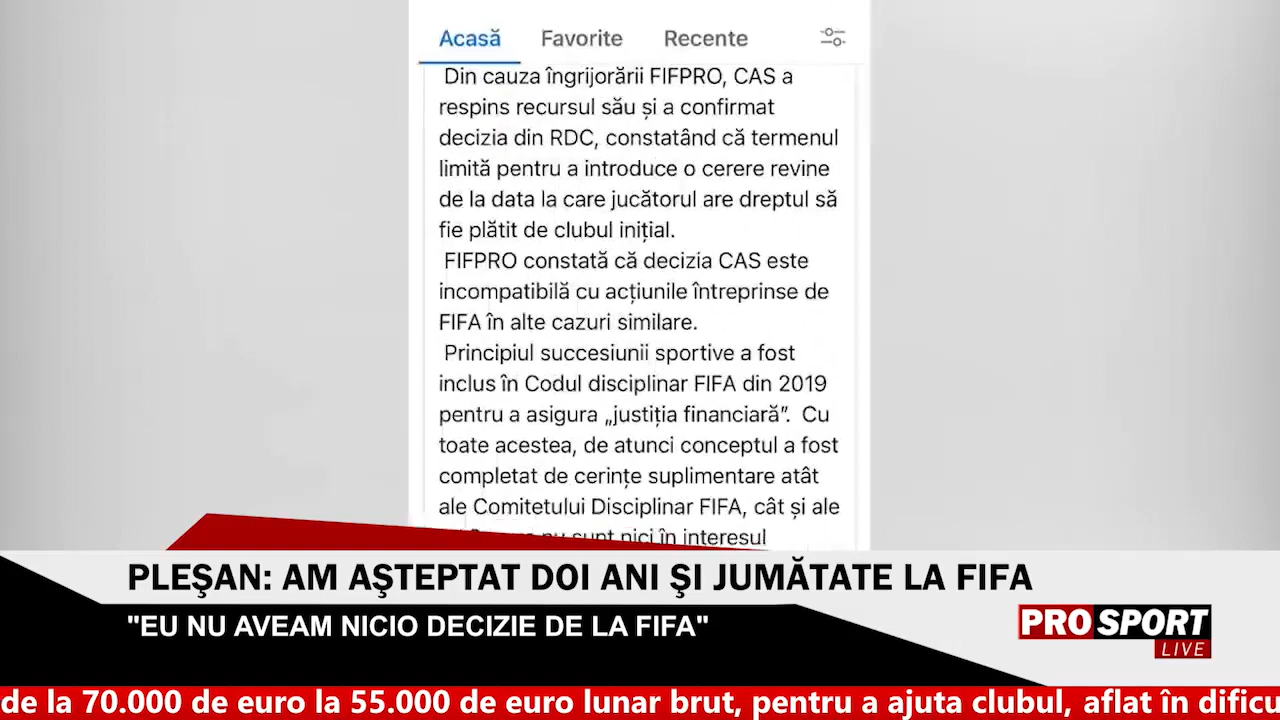 Acasă Favorite Recente
Din cauza îngrijorării FIFPRO, CAS a
respins recursul său și a confirmat
decizia din RDC, constatând că termenul
limită pentru a introduce o cerere revine
de la data la care jucătorul are dreptul să
fie plătit de clubul inițial.
FIFPRO constată că decizia CAS este
incompatibilă cu acțiunile întreprinse de
FIFA în alte cazuri similare.
Principiul succesiunii sportive a fost
inclus în Codul disciplinar FIFA din 2019
pentru a asigura „justiția financiară”. Cu
toate acestea, de atunci conceptul a fost
completat de cerințe suplimentare atât
ale Comitetului Disciplinar FIFA, cât și ale
nu sunt nici în interesul
PLEŞAN: AM AŞTEPTAT DOI ANI ŞI JUMĂTATE LA FIFA
"EU NU AVEAM NICIO DECIZIE DE LA FIFA"
PRO SPORT
LIVE
de la 70.000 de euro la 55.000 de euro lunar brut, pentru a ajuta clubul, aflat în dificu